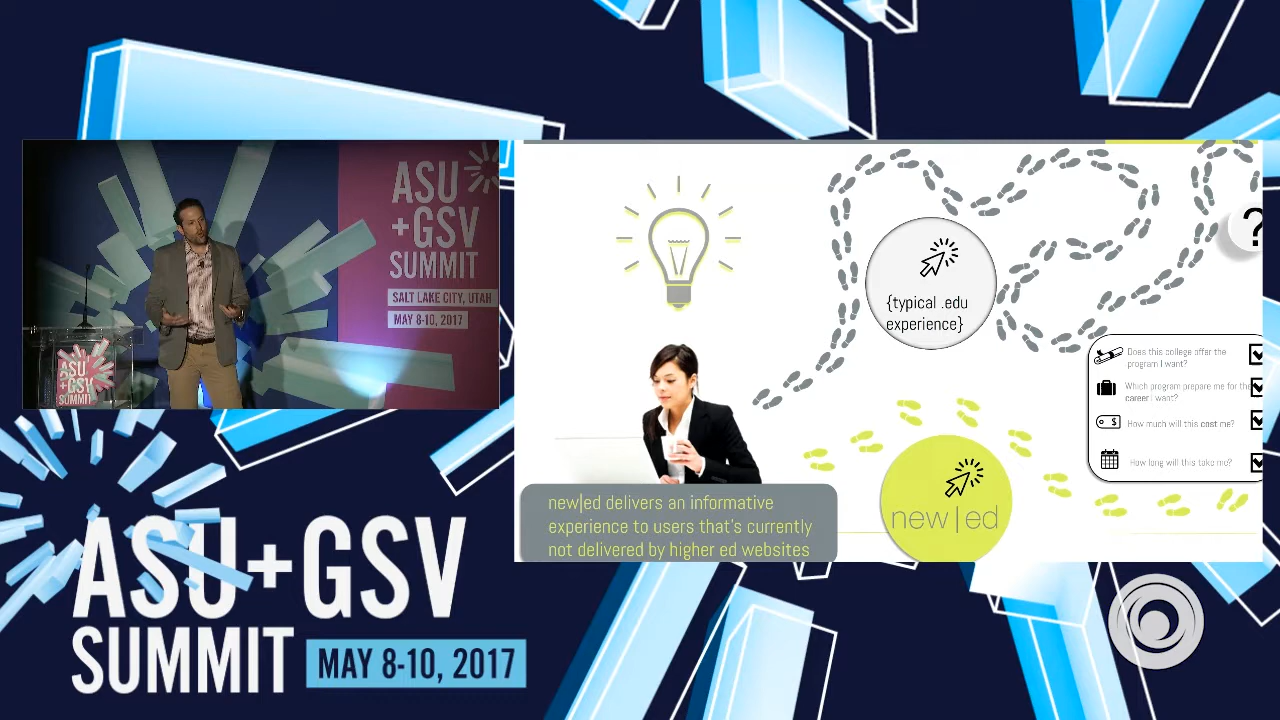 ASU
+GSV
SUMMIT
SALT LAKE CITY, UTAH
MAY 8-10, 2017
ASU
+GSV
SUMMIT
{typical .edu
experience}
?
Does this college offer the
program I want?
Which program prepare me for the
career I want?
$
How much will this cost me?
How long will this take me?
new|ed
new|ed delivers an informative
experience to users that's currently
not delivered by higher ed websites
ASU+GSV
SUMMIT
MAY 8-10, 2017